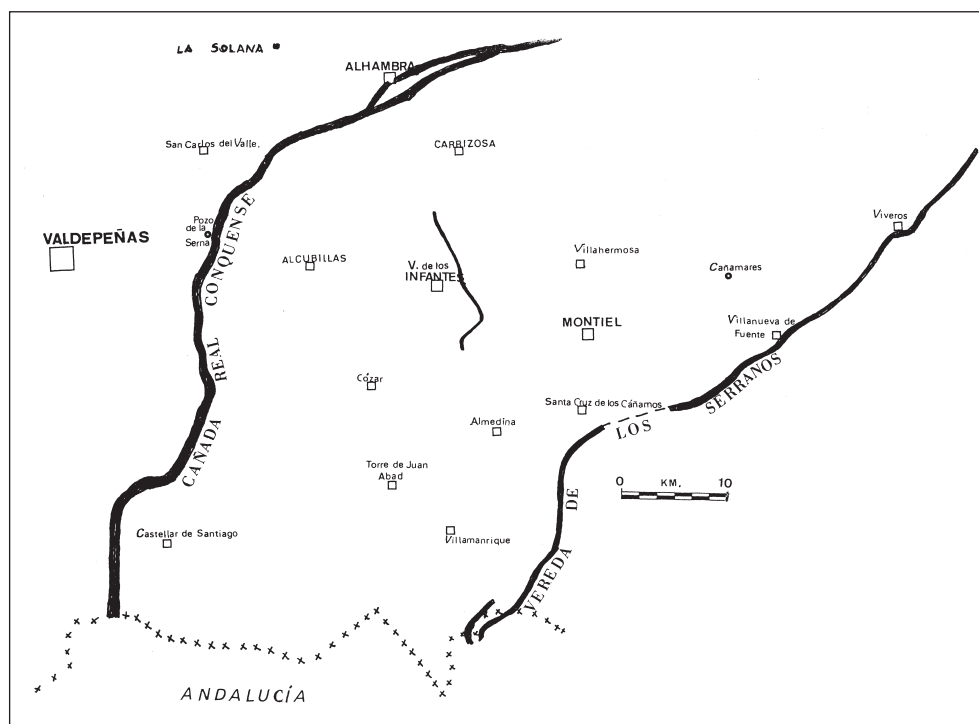 LA SOLANA
ALHAMBRA
San Carlos del Valle.
CARRIZOSA
Pozo
de la
Serna
VALDEPEÑAS
ALCUBILLAS
V. de los
INFANTES
Villahermosa
Viveros
Cañamares
MONTIEL
Villanueva de
Fuente
Cózar
Santa Cruz de los Cáñamos
Almedina
Torre de Juan
Abad
Castellar de Santiago
Villamanrique
CAÑADA REAL CONQUENSE
VEREDA DE LOS SERRANOS
0 KM. 10
ANDALUCÍA